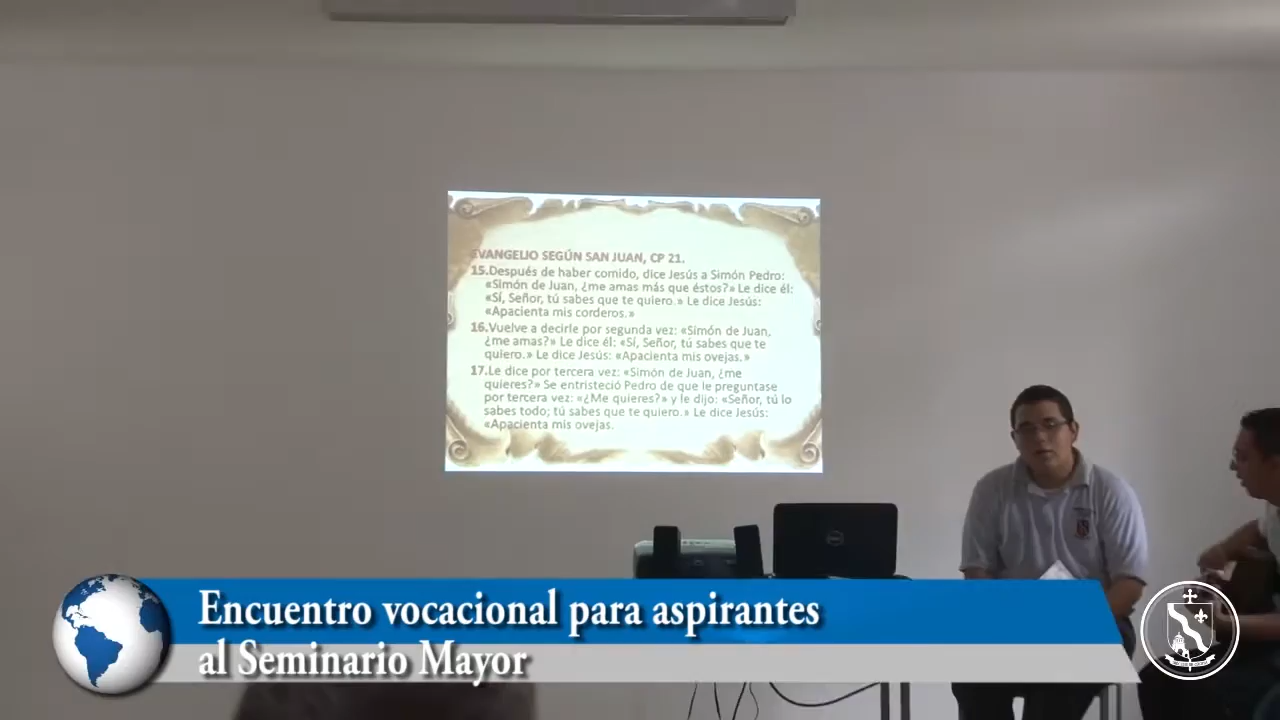 EVANGELIO SEGÚN SAN JUAN, CP 21.
15.Después de haber comido, dice Jesús a Simón Pedro:
«Simón de Juan, ¿me amas más que éstos?» Le dice él:
«Sí, Señor, tú sabes que te quiero.» Le dice Jesús:
«Apacienta mis corderos.»
16.Vuelve a decirle por segunda vez: «Simón de Juan,
¿me amas?» Le dice él: «Sí, Señor, tú sabes que te
quiero.» Le dice Jesús: «Apacienta mis ovejas.»
17.Le dice por tercera vez: «Simón de Juan, ¿me
quieres?» Se entristeció Pedro de que le preguntase
por tercera vez: «¿Me quieres?» y le dijo: «Señor, tú lo
sabes todo; tú sabes que te quiero.» Le dice Jesús:
«Apacienta mis ovejas.
DELL
Encuentro vocacional para aspirantes
al Seminario Mayor